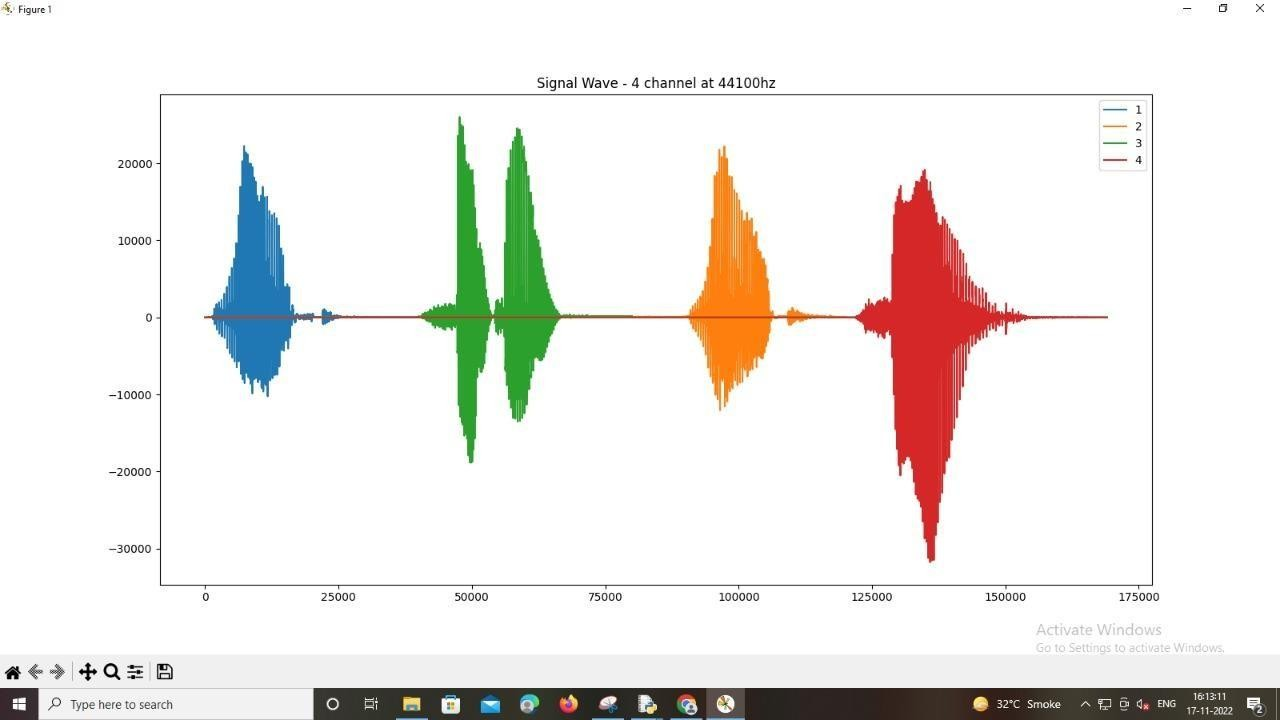 Figure 1
Signal Wave - 4 channel at 44100hz
1
2
3
4
20000
10000
0
−10000
−20000
−30000
0 25000 50000 75000 100000 125000 150000 175000
Activate Windows
Go to Settings to activate Windows.
Type here to search
32°C Smoke
ENG
16:13:11
17-11-2022
2